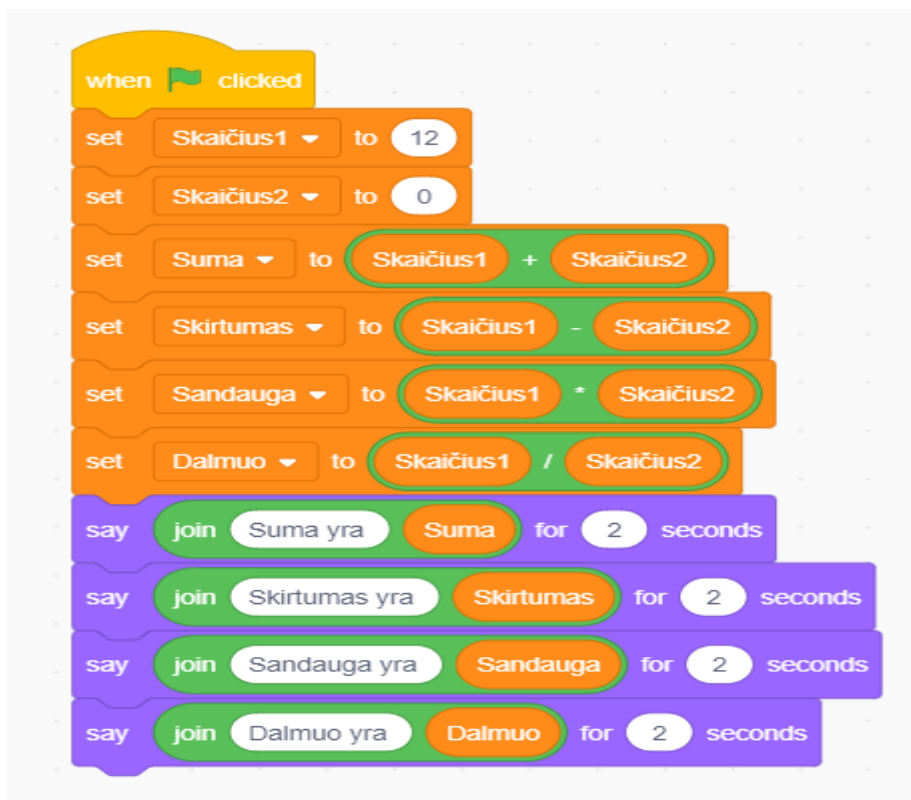 when clicked
set Skaičius1 to 12
set Skaičius2 to 0
set Suma to Skaičius1 + Skaičius2
set Skirtumas to Skaičius1 - Skaičius2
set Sandauga to Skaičius1 * Skaičius2
set Dalmuo to Skaičius1 / Skaičius2
say join Suma yra Suma for 2 seconds
say join Skirtumas yra Skirtumas for 2 seconds
say join Sandauga yra Sandauga for 2 seconds
say join Dalmuo yra Dalmuo for 2 seconds